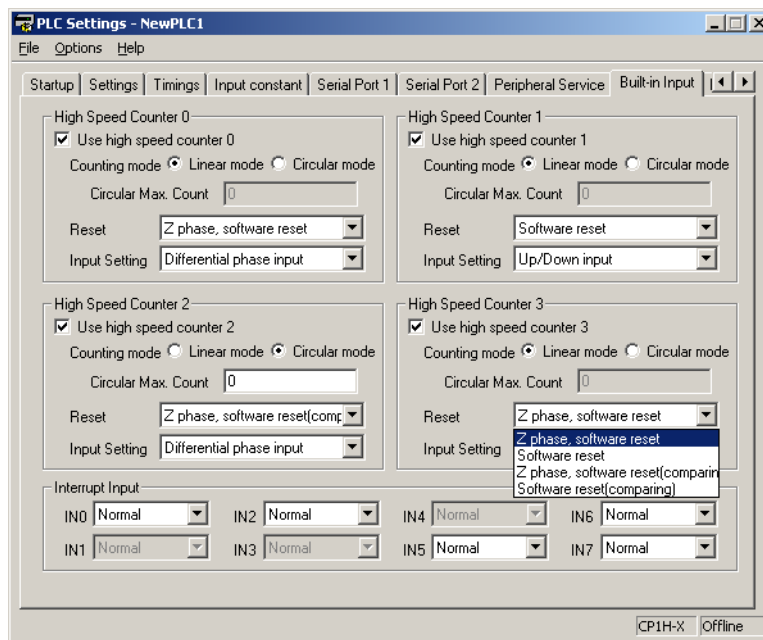 PLC Settings - NewPLC1
File Options Help
Startup Settings Timings Input constant Serial Port 1 Serial Port 2 Peripheral Service Built-in Input
High Speed Counter 0
Use high speed counter 0
Counting mode Linear mode Circular mode
Circular Max. Count 0
Reset Z phase, software reset
Input Setting Differential phase input
High Speed Counter 1
Use high speed counter 1
Counting mode Linear mode Circular mode
Circular Max. Count 0
Reset Software reset
Input Setting Up/Down input
High Speed Counter 2
Use high speed counter 2
Counting mode Linear mode Circular mode
Circular Max. Count 0
Reset Z phase, software reset(comp
Input Setting Differential phase input
High Speed Counter 3
Use high speed counter 3
Counting mode Linear mode Circular mode
Circular Max. Count 0
Reset Z phase, software reset
Input Setting
Z phase, software reset
Software reset
Z phase, software reset(comparin
Software reset(comparing)
Interrupt Input
IN0 Normal IN2 Normal IN4 Normal IN6 Normal
IN1 Normal IN3 Normal IN5 Normal IN7 Normal
CP1H-X Offline